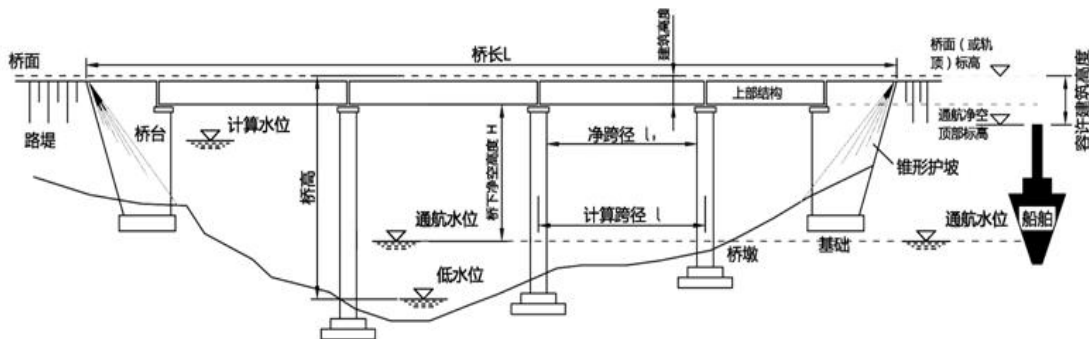 桥长L
建筑高度
桥面（或轨
顶）标高
桥面
上部结构
容许建筑高度
通航净空
顶部标高
路堤
桥台
计算水位
净跨径 l₁
桥下净空高度 H
桥高
锥形护坡
计算跨径 l
通航水位
桥墩
基础
通航水位
船舶
低水位